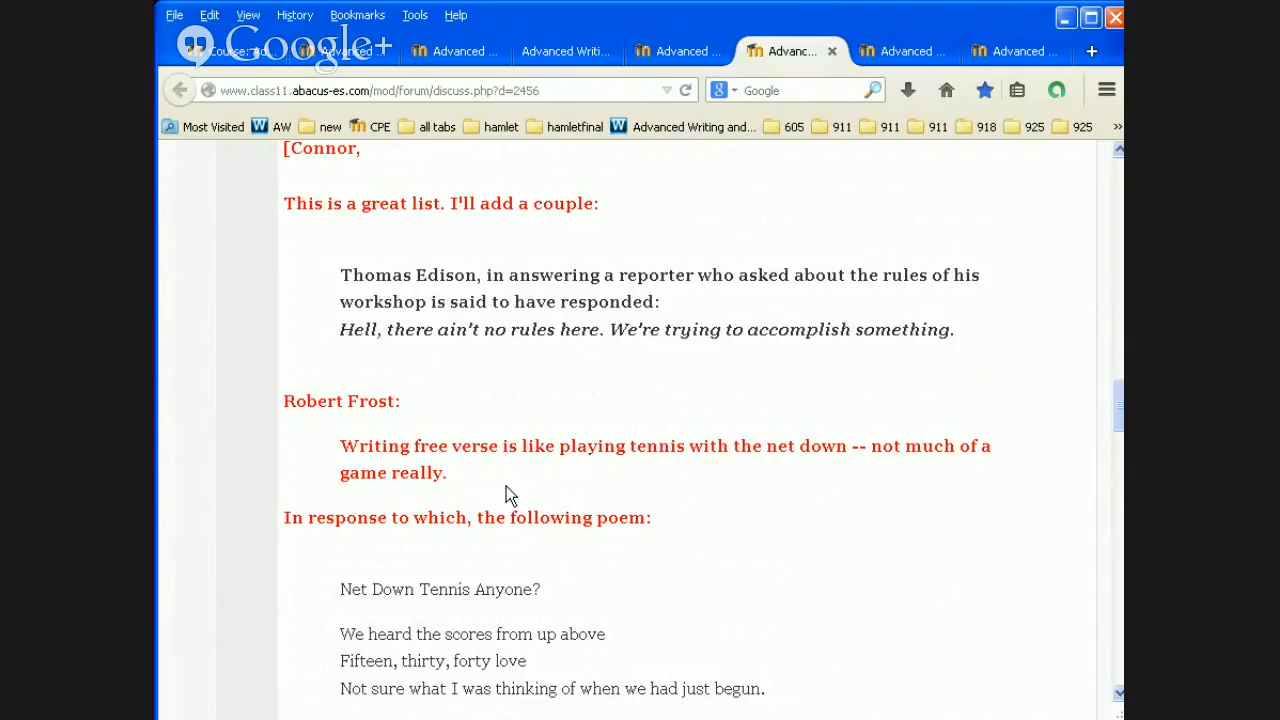 File Edit View History Bookmarks Tools Help
Google+
Course: Ad Advanced Advanced ... Advanced Writi... Advanced ... Advanc... Advanced ... Advanced ...
www.class11.abacus-es.com/mod/forum/discuss.php?d=2456 Google
Most Visited AW new CPE all tabs hamlet hamletfinal Advanced Writing and... 605 911 911 911 918 925 925 »
[Connor,
This is a great list. I'll add a couple:
Thomas Edison, in answering a reporter who asked about the rules of his
workshop is said to have responded:
Hell, there ain't no rules here. We're trying to accomplish something.
Robert Frost:
Writing free verse is like playing tennis with the net down -- not much of a
game really.
In response to which, the following poem:
Net Down Tennis Anyone?
We heard the scores from up above
Fifteen, thirty, forty love
Not sure what I was thinking of when we had just begun.